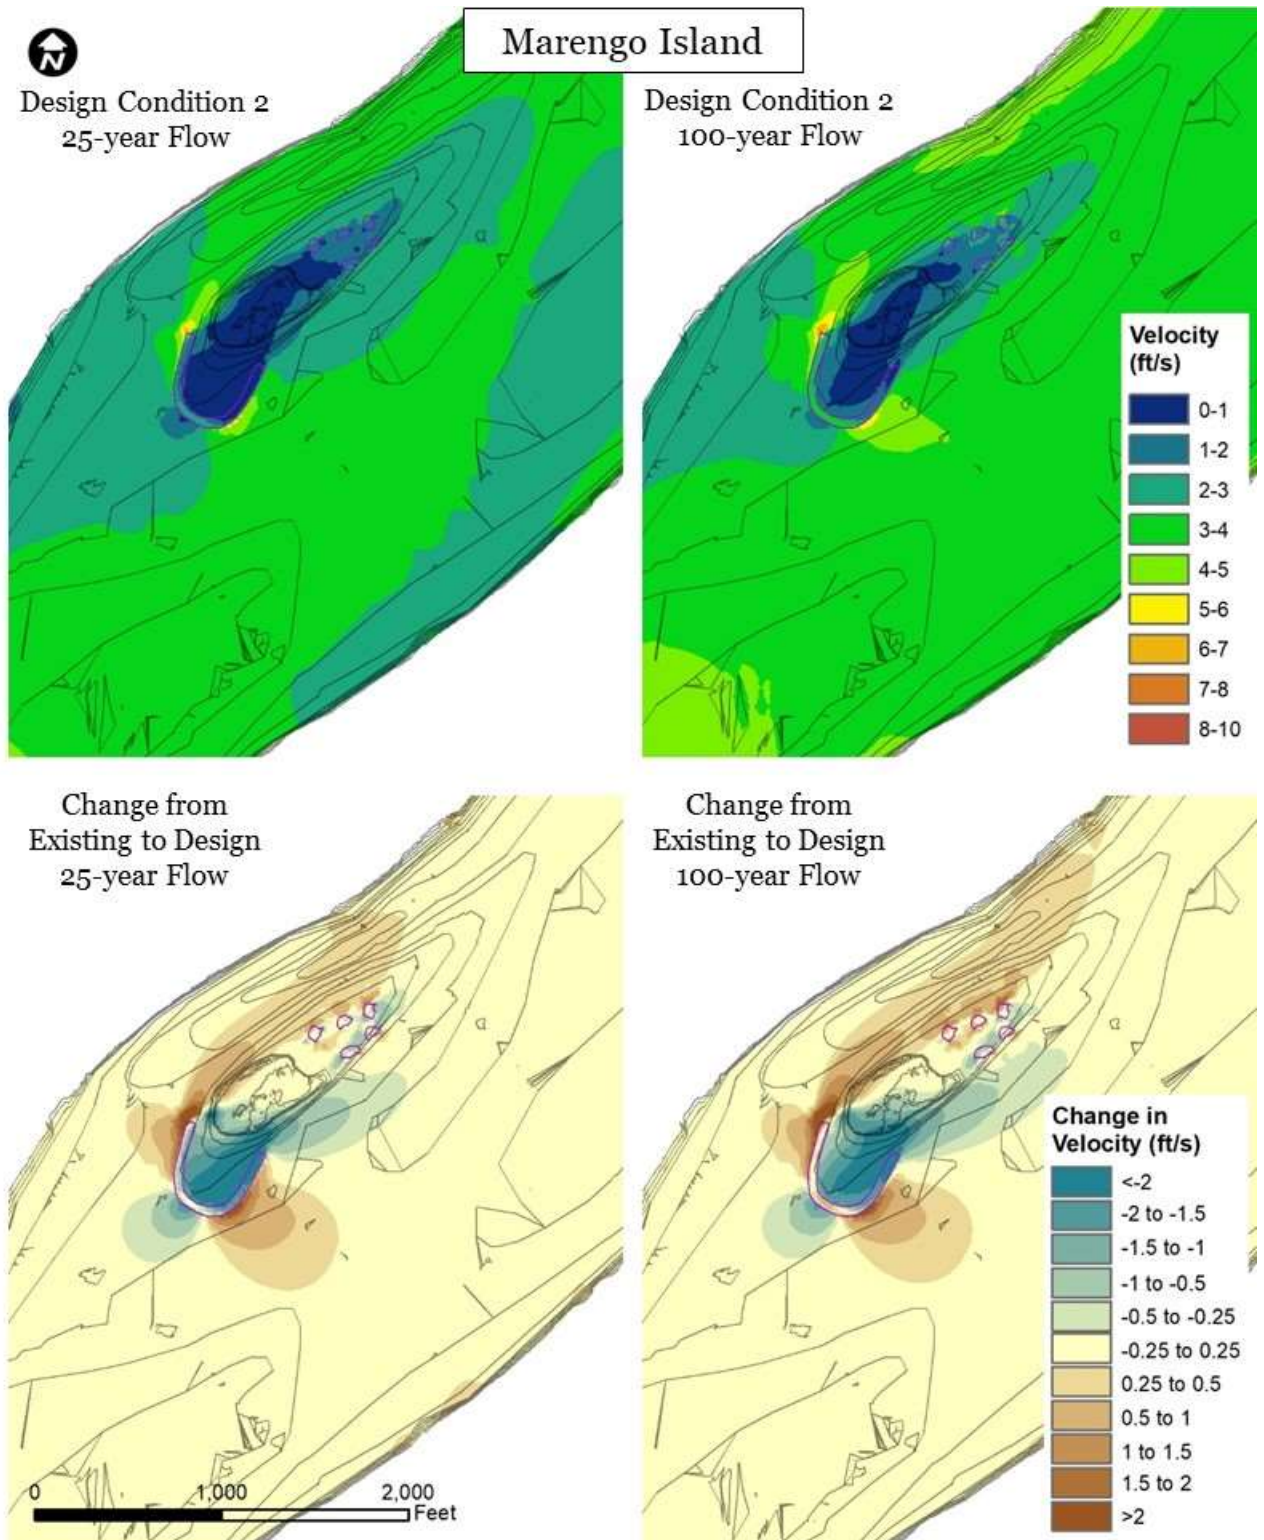 Marengo Island
N
Design Condition 2
25-year Flow
Design Condition 2
100-year Flow
Velocity
(ft/s)
0-1
1-2
2-3
3-4
4-5
5-6
6-7
7-8
8-10
Change from
Existing to Design
25-year Flow
Change from
Existing to Design
100-year Flow
Change in
Velocity (ft/s)
<-2
-2 to -1.5
-1.5 to -1
-1 to -0.5
-0.5 to -0.25
-0.25 to 0.25
0.25 to 0.5
0.5 to 1
1 to 1.5
1.5 to 2
>2
0 1,000 2,000
Feet